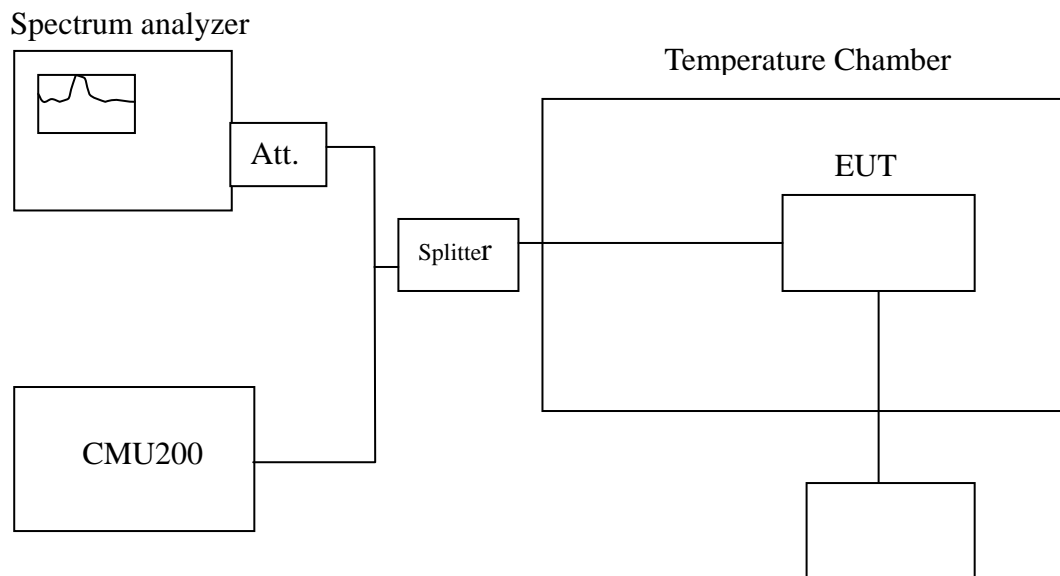 Spectrum analyzer
Temperature Chamber
Att.
EUT
Splitter
CMU200